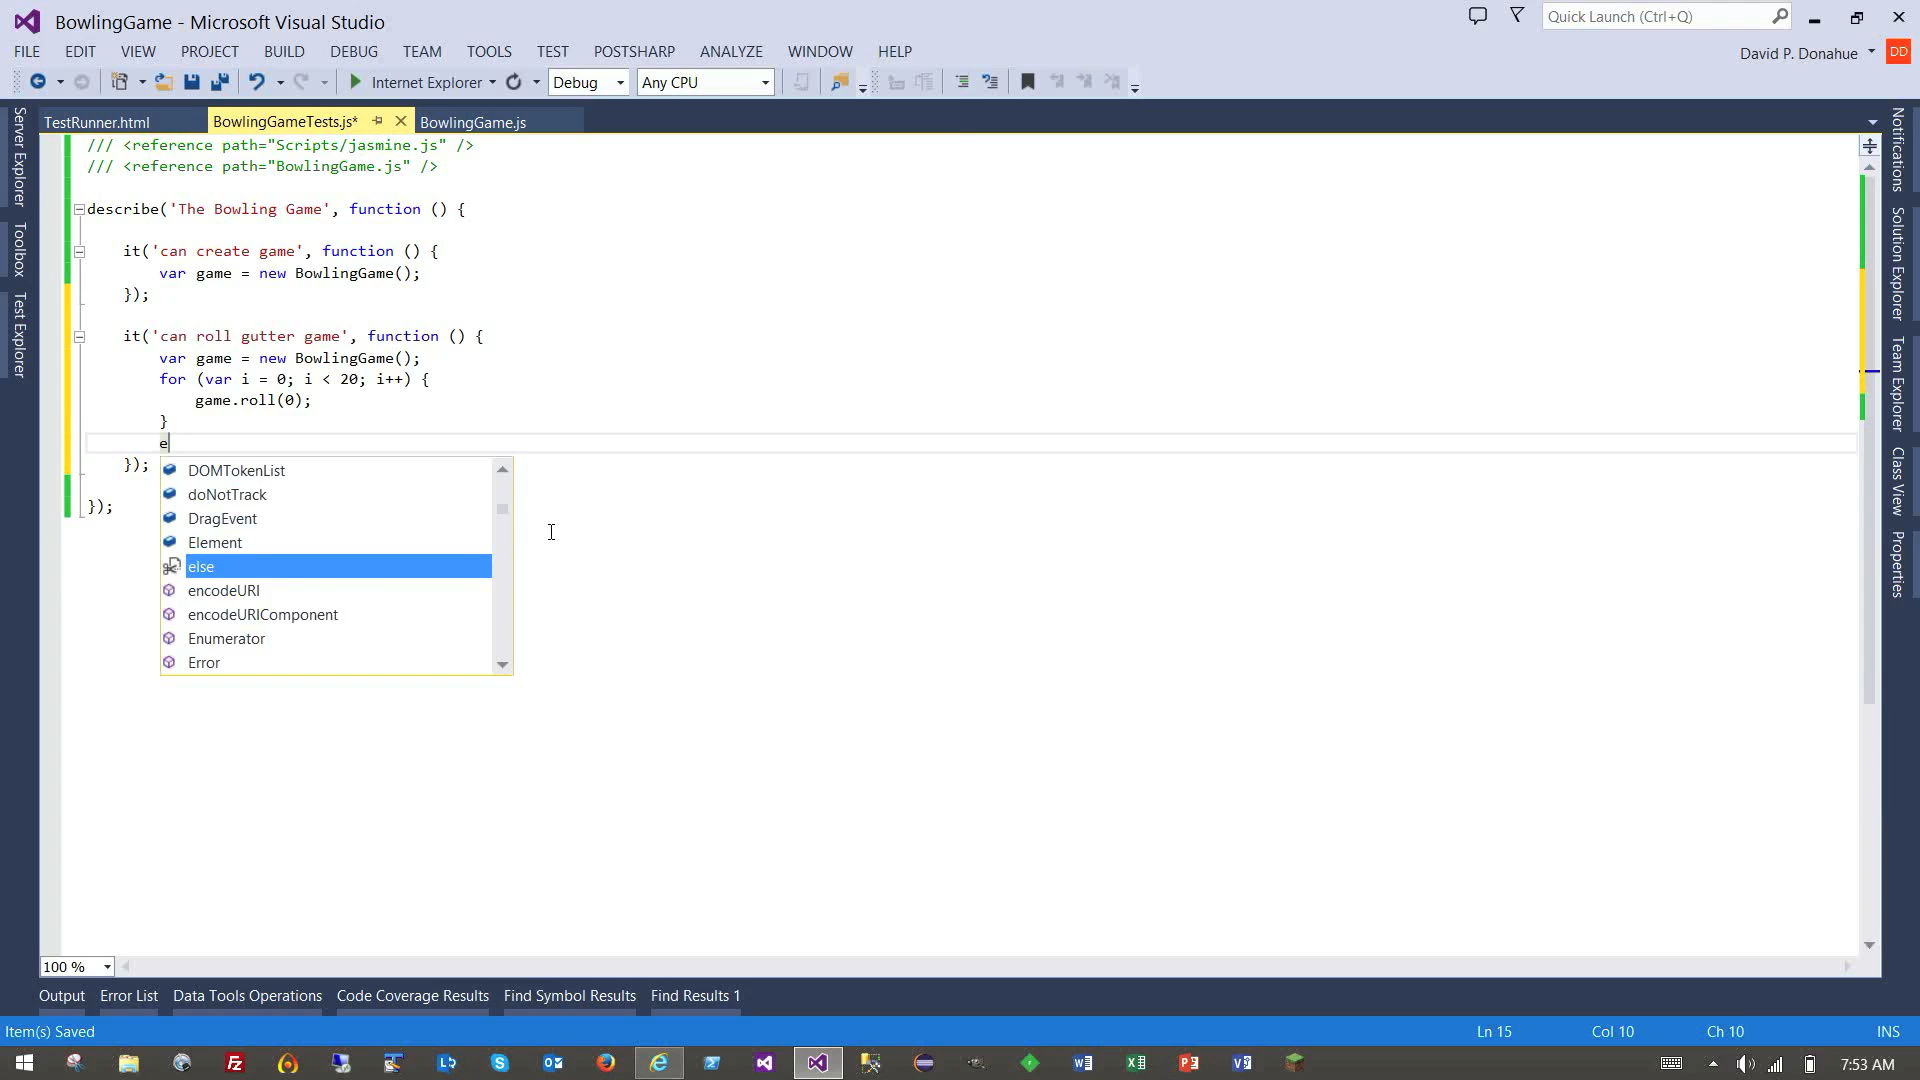 BowlingGame - Microsoft Visual Studio
Quick Launch (Ctrl+Q)
FILE EDIT VIEW PROJECT BUILD DEBUG TEAM TOOLS TEST POSTSHARP ANALYZE WINDOW HELP
David P. Donahue DD
Internet Explorer Debug Any CPU
TestRunner.html BowlingGameTests.js* BowlingGame.js
Server Explorer
Toolbox
Test Explorer
/// <reference path="Scripts/jasmine.js" />
/// <reference path="BowlingGame.js" />
describe('The Bowling Game', function () {
it('can create game', function () {
var game = new BowlingGame();
});
it('can roll gutter game', function () {
var game = new BowlingGame();
for (var i = 0; i < 20; i++) {
game.roll(0);
}
e
});
DOMTokenList
doNotTrack
});
DragEvent
Element
else
encodeURI
encodeURIComponent
Enumerator
Error
Notifications
Solution Explorer
Team Explorer
Class View
Properties
100 %
Output Error List Data Tools Operations Code Coverage Results Find Symbol Results Find Results 1
Item(s) Saved Ln 15 Col 10 Ch 10 INS
7:53 AM